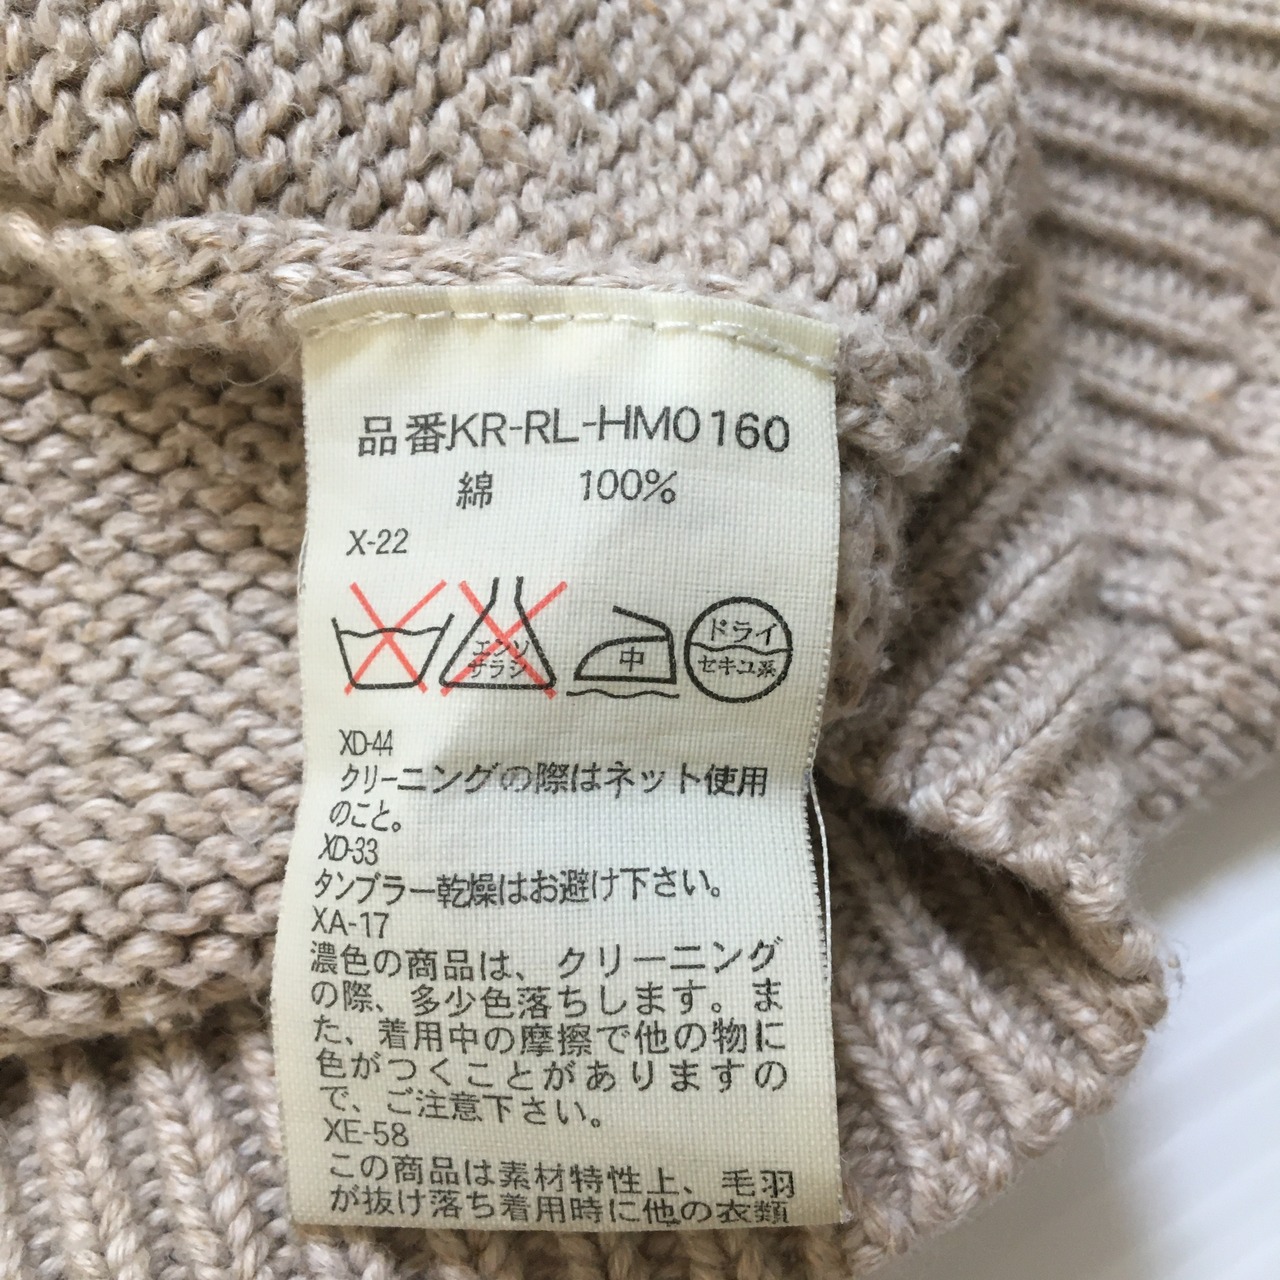 品番KR-RL-HM0160
綿 100%
X-22
エンソ
サラシ
中
ドライ
セキユ系
XD-44
クリーニングの際はネット使用
のこと。
XD-33
タンブラー乾燥はお避け下さい。
XA-17
濃色の商品は、クリーニング
の際、多少色落ちします。ま
た、着用中の摩擦で他の物に
色がつくことがありますの
で、ご注意下さい。
XE-58
この商品は素材特性上、毛羽
が抜け落ち着用時に他の衣類